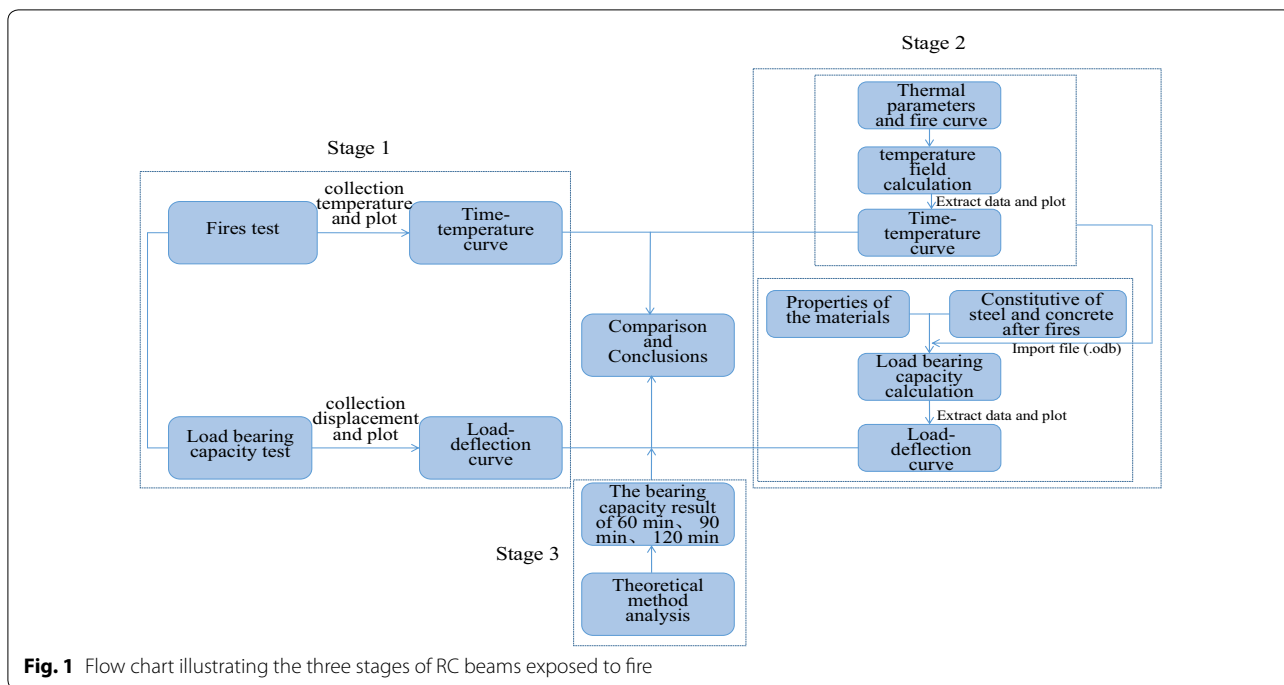 Stage 1
Fires test
collection
temperature
and plot
Time-
temperature
curve
Load bearing
capacity test
collection
displacement
and plot
Load-
deflection
curve
Comparison
and
Conclusions
Stage 2
Thermal
parameters
and fire curve
temperature
field
calculation
Extract data and plot
Time-
temperature
curve
Properties of
the materials
Constitutive of
steel and concrete
after fires
Import file (.odb)
Load bearing
capacity
calculation
Extract data and plot
Load-
deflection
curve
Stage 3
The bearing
capacity result
of 60 min、 90
min、 120 min
Theoretical
method
analysis
Fig. 1 Flow chart illustrating the three stages of RC beams exposed to fire